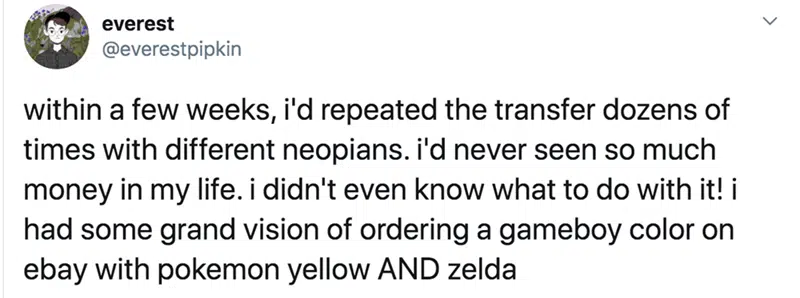 everest
@everestpipkin
within a few weeks, i'd repeated the transfer dozens of
times with different neopians. i'd never seen so much
money in my life. i didn't even know what to do with it! i
had some grand vision of ordering a gameboy color on
ebay with pokemon yellow AND zelda